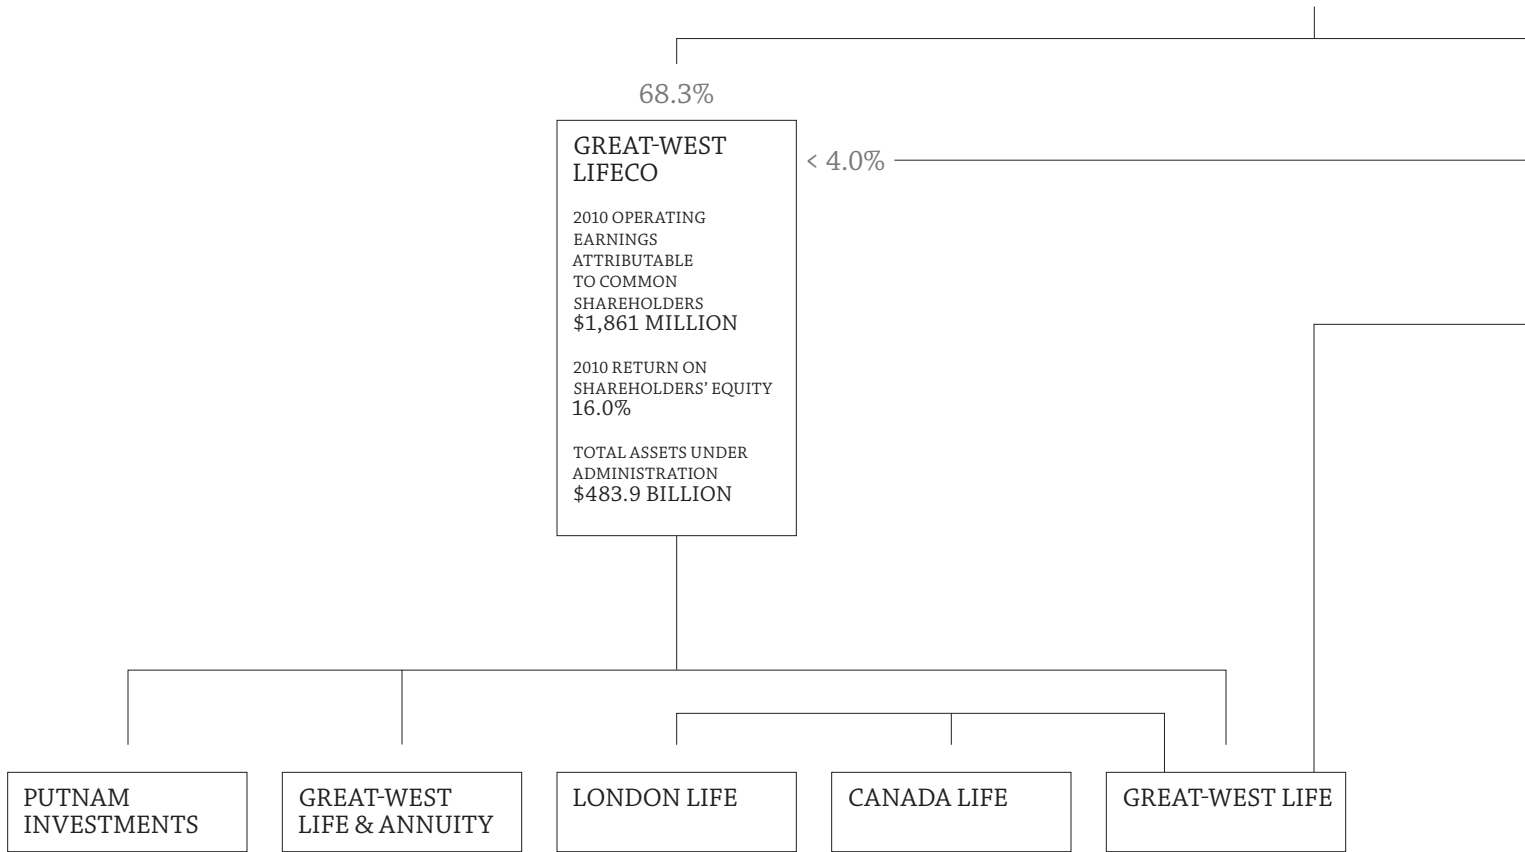 68.3%
GREAT-WEST
LIFECO
< 4.0%
2010 OPERATING
EARNINGS
ATTRIBUTABLE
TO COMMON
SHAREHOLDERS
$1,861 MILLION
2010 RETURN ON
SHAREHOLDERS’ EQUITY
16.0%
TOTAL ASSETS UNDER
ADMINISTRATION
$483.9 BILLION
PUTNAM
INVESTMENTS
GREAT-WEST
LIFE & ANNUITY
LONDON LIFE
CANADA LIFE
GREAT-WEST LIFE